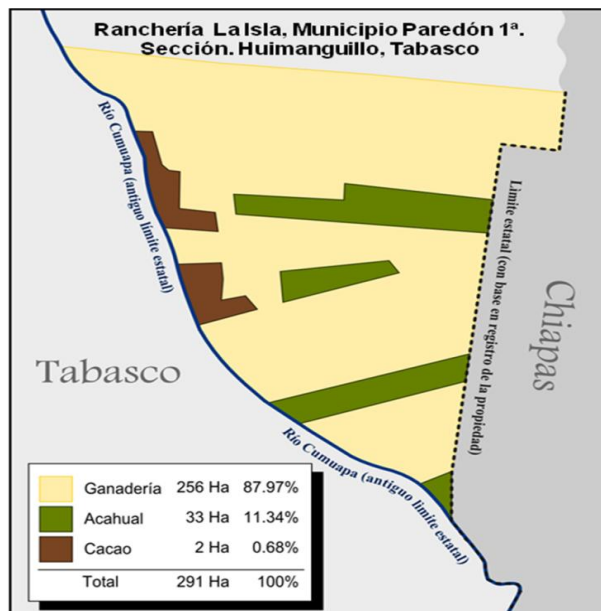 Ranchería La Isla, Municipio Paredón 1ª.
Sección. Huimanguillo, Tabasco
Río Cumuapa (antiguo límite estatal)
Límite estatal (con base en registro de la propiedad)
Chiapas
Tabasco
Río Cumuapa (antiguo límite estatal)
Ganadería 256 Ha 87.97%
Acahual 33 Ha 11.34%
Cacao 2 Ha 0.68%
Total 291 Ha 100%